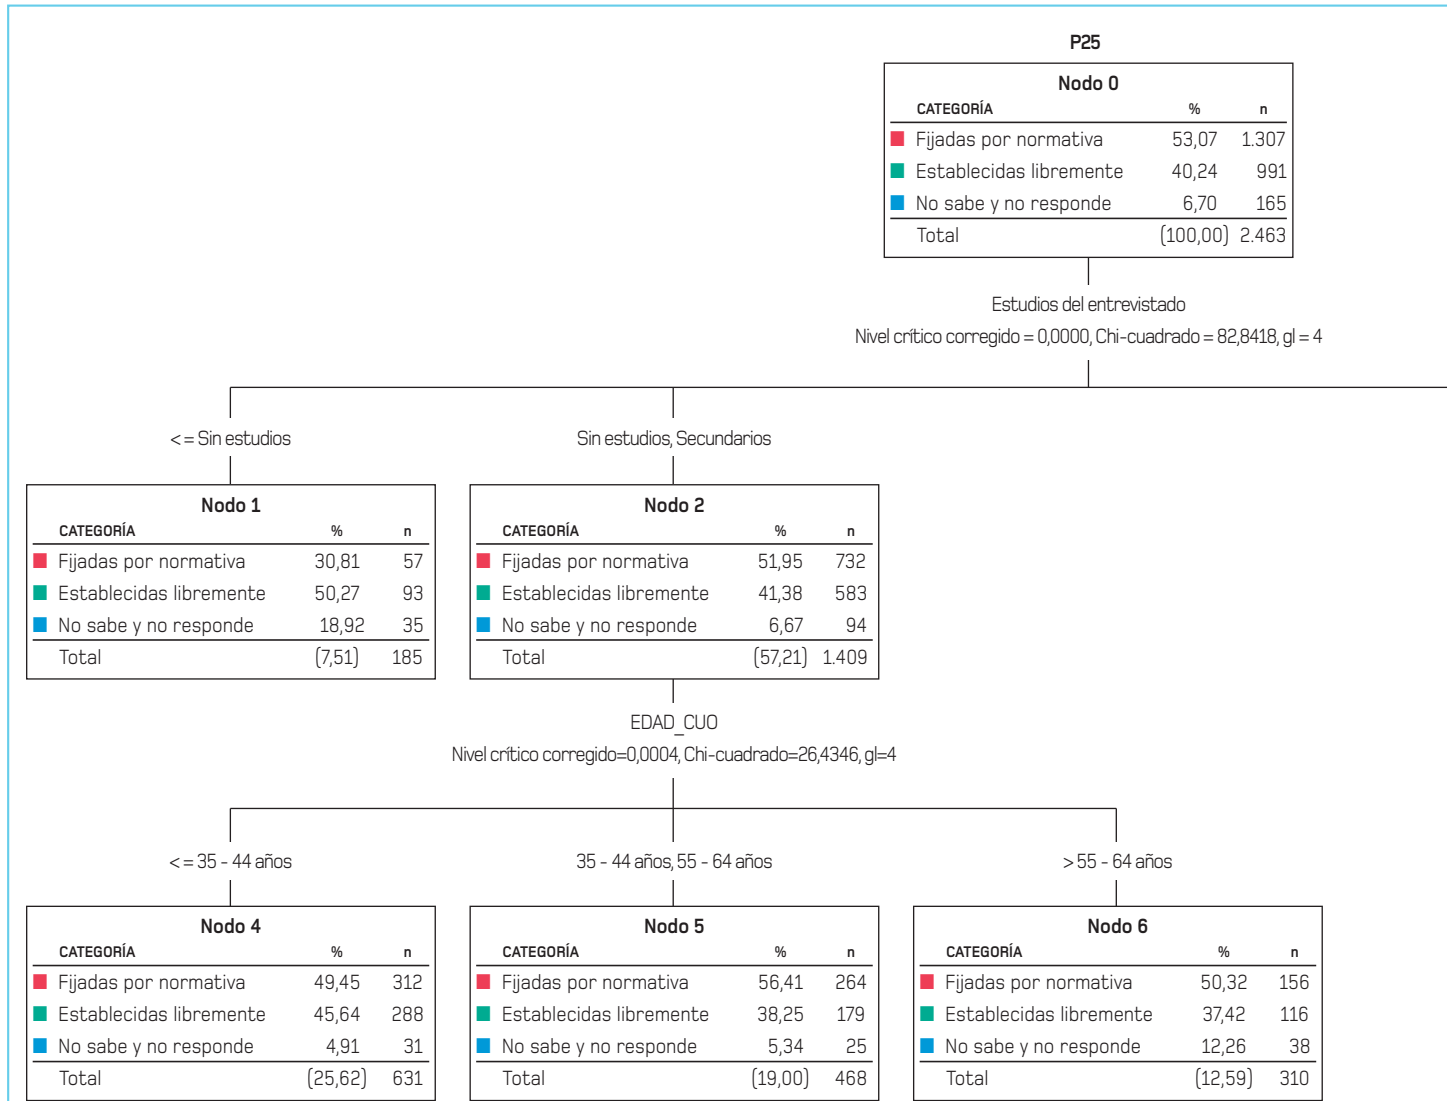 P25
Nodo 0
CATEGORÍA % n
Fijadas por normativa 53,07 1.307
Establecidas libremente 40,24 991
No sabe y no responde 6,70 165
Total (100,00) 2.463
Estudios del entrevistado
Nivel crítico corregido = 0,0000, Chi-cuadrado = 82,8418, gl = 4
< = Sin estudios
Sin estudios, Secundarios
Nodo 1
CATEGORÍA % n
Fijadas por normativa 30,81 57
Establecidas libremente 50,27 93
No sabe y no responde 18,92 35
Total (7,51) 185
Nodo 2
CATEGORÍA % n
Fijadas por normativa 51,95 732
Establecidas libremente 41,38 583
No sabe y no responde 6,67 94
Total (57,21) 1.409
EDAD_CUO
Nivel crítico corregido=0,0004, Chi-cuadrado=26,4346, gl=4
< = 35 - 44 años
35 - 44 años, 55 - 64 años
> 55 - 64 años
Nodo 4
CATEGORÍA % n
Fijadas por normativa 49,45 312
Establecidas libremente 45,64 288
No sabe y no responde 4,91 31
Total (25,62) 631
Nodo 5
CATEGORÍA % n
Fijadas por normativa 56,41 264
Establecidas libremente 38,25 179
No sabe y no responde 5,34 25
Total (19,00) 468
Nodo 6
CATEGORÍA % n
Fijadas por normativa 50,32 156
Establecidas libremente 37,42 116
No sabe y no responde 12,26 38
Total (12,59) 310